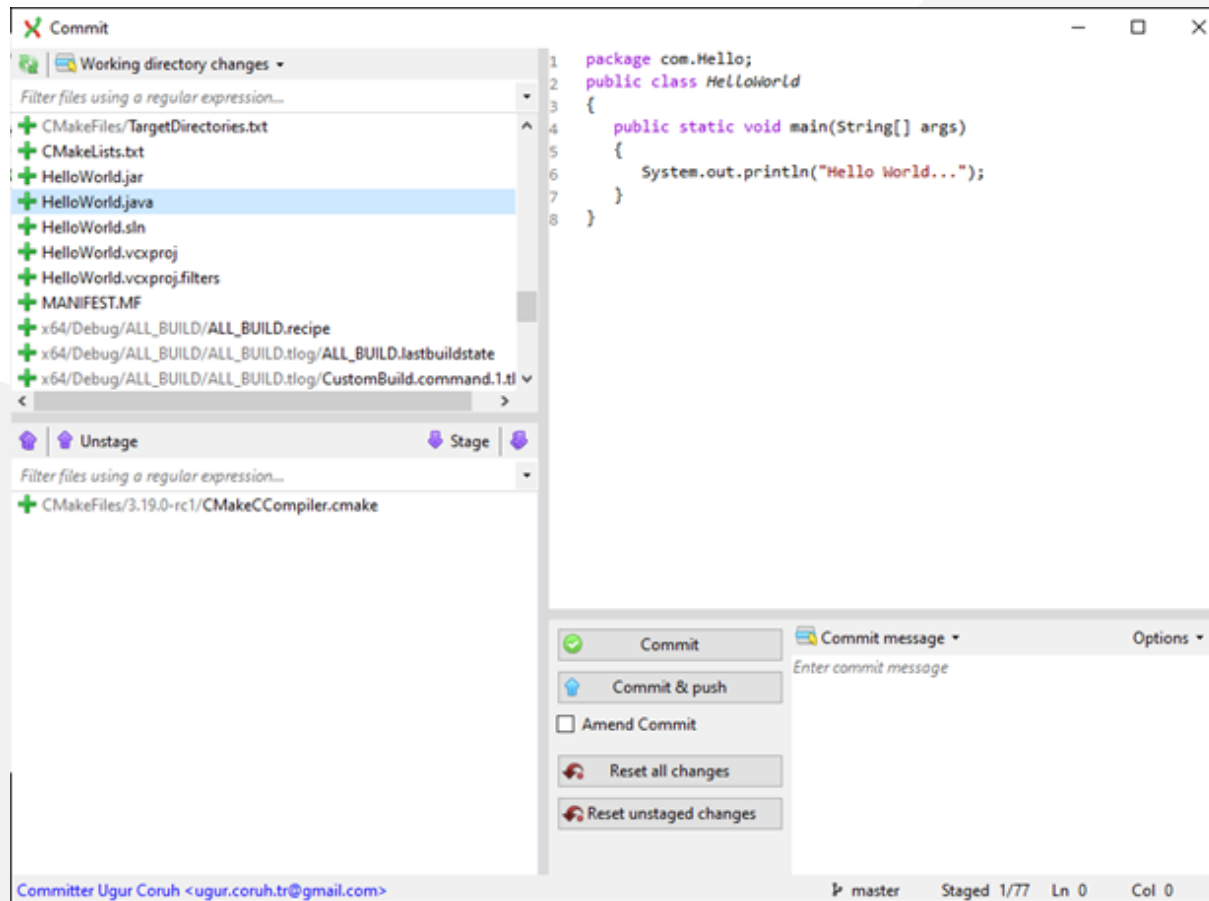 Commit
Working directory changes
Filter files using a regular expression...
CMakeFiles/TargetDirectories.txt
CMakeLists.txt
HelloWorld.jar
HelloWorld.java
HelloWorld.sln
HelloWorld.vcxproj
HelloWorld.vcxproj.filters
MANIFEST.MF
x64/Debug/ALL_BUILD/ALL_BUILD.recipe
x64/Debug/ALL_BUILD/ALL_BUILD.tlog/ALL_BUILD.lastbuildstate
x64/Debug/ALL_BUILD/ALL_BUILD.tlog/CustomBuild.command.1.tl
Unstage
Stage
Filter files using a regular expression...
CMakeFiles/3.19.0-rc1/CMakeCCompiler.cmake
1 package com.Hello;
2 public class HelloWorld
3 {
4 public static void main(String[] args)
5 {
6 System.out.println("Hello World...");
7 }
8 }
Commit
Commit & push
Amend Commit
Reset all changes
Reset unstaged changes
Commit message
Options
Enter commit message
Committer Ugur Coruh <ugur.coruh.tr@gmail.com>
master Staged 1/77 Ln 0 Col 0